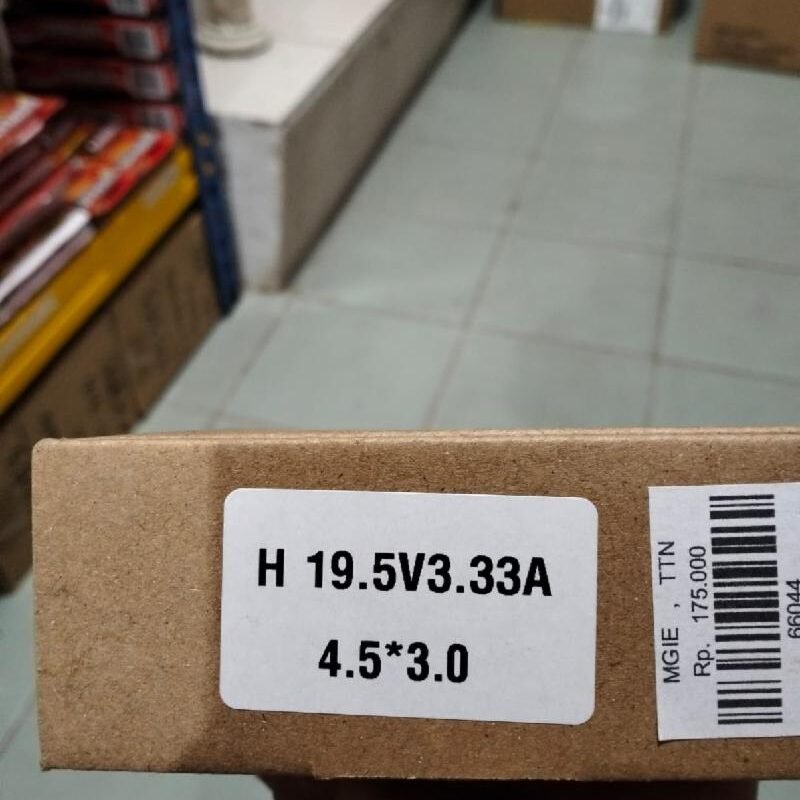 H 19.5V3.33A
4.5*3.0
MGIE , TTN
Rp. 175.000
66044